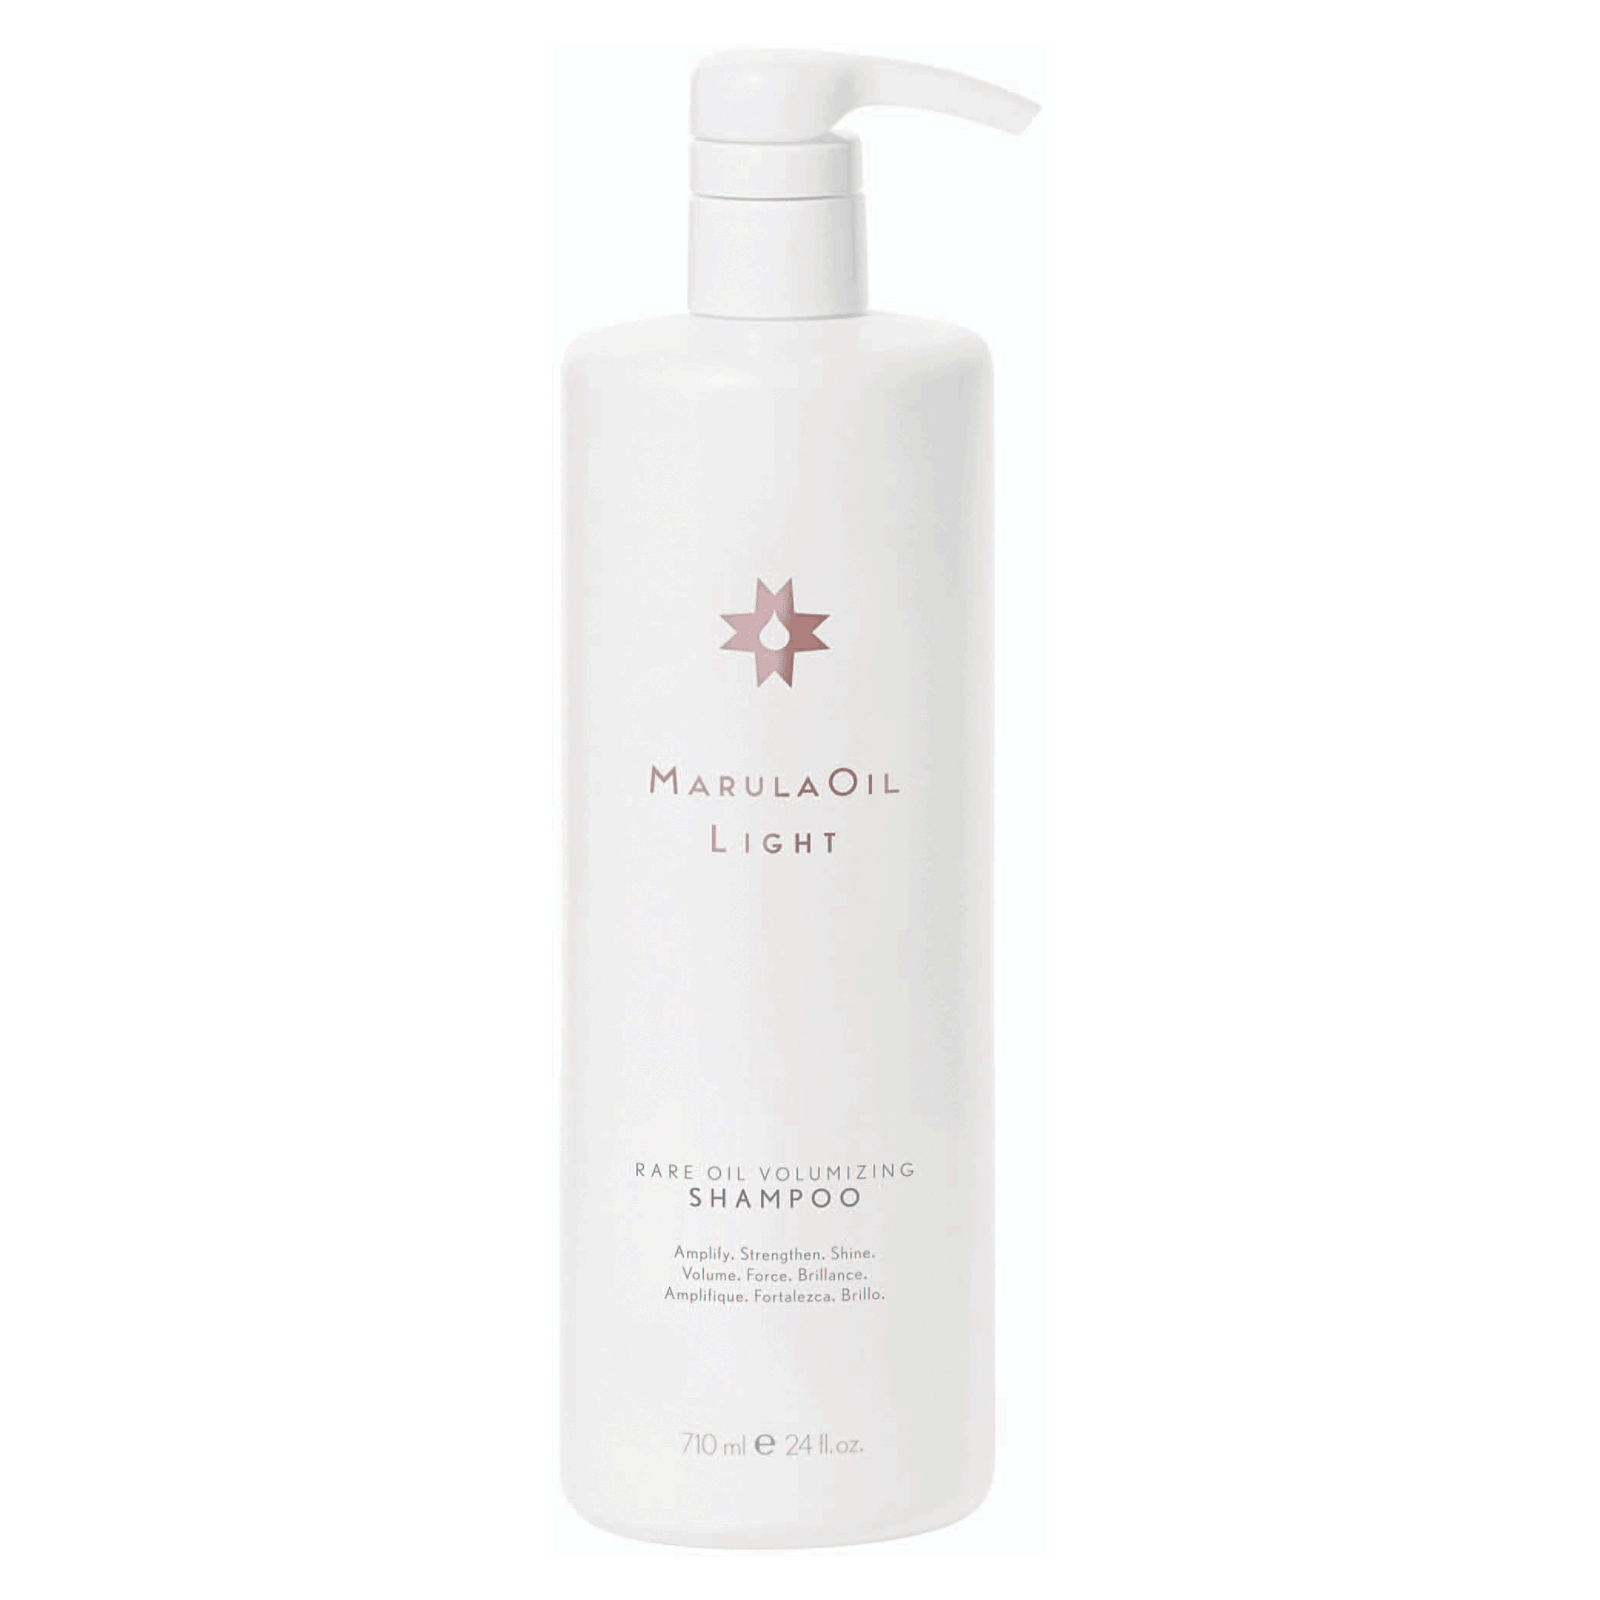 MARULAOIL
LIGHT
RARE OIL VOLUMIZING
SHAMPOO
Amplify. Strengthen. Shine.
Volume. Force. Brillance.
Amplifique. Fortalezca. Brillo.
710 ml e 24 fl.oz.